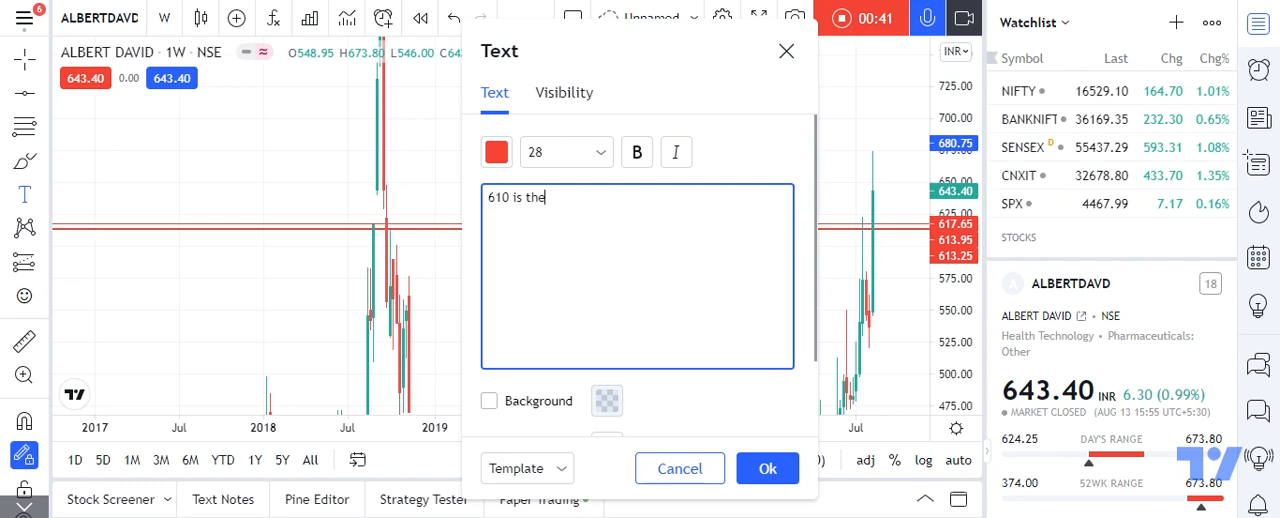 6
ALBERTDAVD W Unnamed 00:41
ALBERT DAVID · 1W · NSE O548.95 H673.80 L546.00 C64 INR
643.40 0.00 643.40
725.00
700.00
680.75
650.00
643.40
625.00
617.65
613.95
613.25
575.00
550.00
525.00
500.00
475.00
2017 Jul 2018 Jul 2019 Jul
1D 5D 1M 3M 6M YTD 1Y 5Y All adj % log auto
Stock Screener Text Notes Pine Editor Strategy Tester Paper Trading
Text
Text Visibility
28 B I
610 is the
Background
Template Cancel Ok
Watchlist
Symbol Last Chg Chg%
NIFTY 16529.10 164.70 1.01%
BANKNIFT 36169.35 232.30 0.65%
SENSEX D 55437.29 593.31 1.08%
CNXIT 32678.80 433.70 1.35%
SPX 4467.99 7.17 0.16%
STOCKS
A ALBERTDAVD 18
ALBERT DAVID • NSE
Health Technology • Pharmaceuticals:
Other
643.40 INR 6.30 (0.99%)
MARKET CLOSED (AUG 13 15:55 UTC+5:30)
624.25 DAY'S RANGE 673.80
374.00 52WK RANGE 673.80